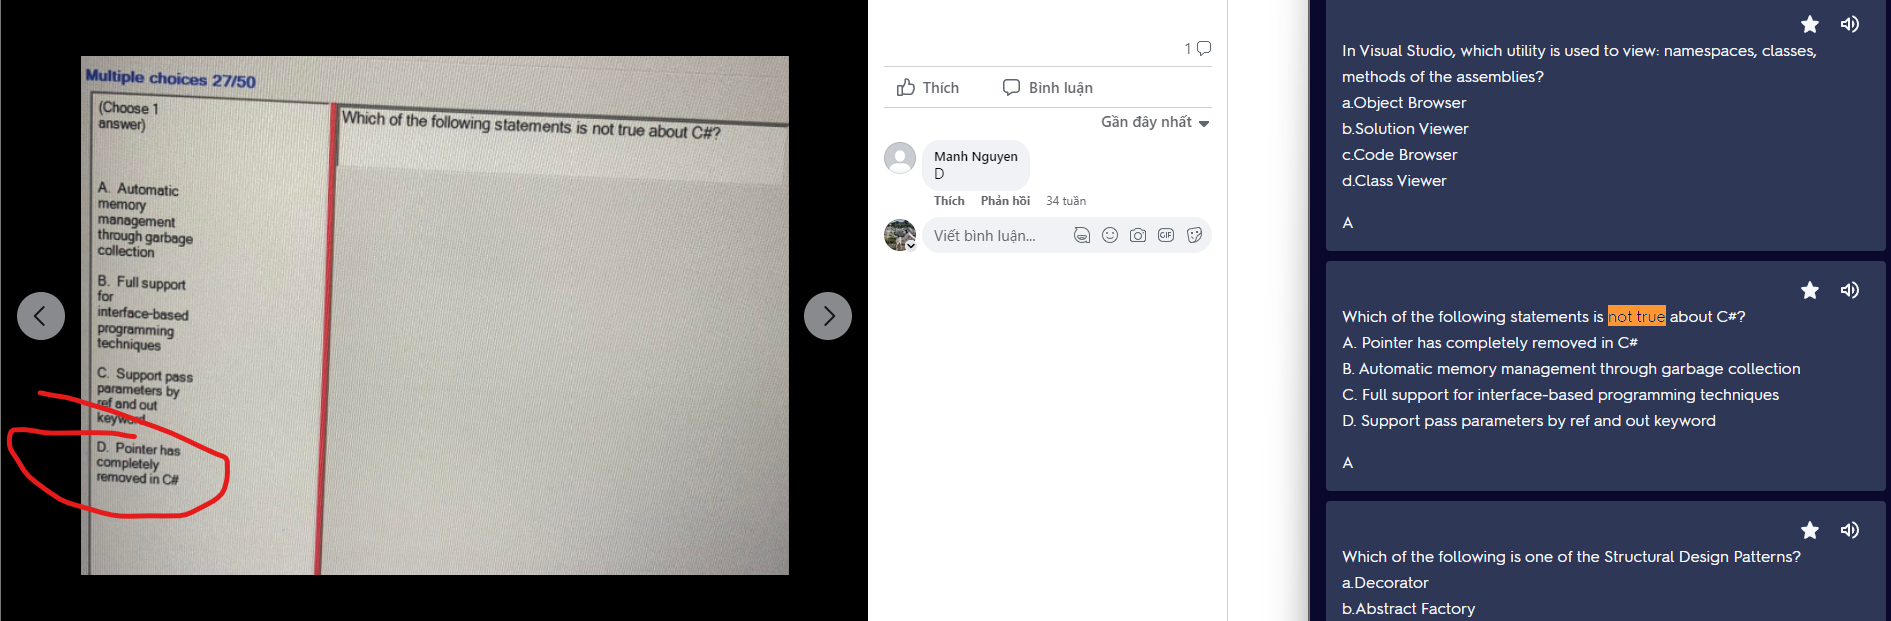 Multiple choices 27/50
(Choose 1
answer)
Which of the following statements is not true about C#?
A. Automatic
memory
management
through garbage
collection
B. Full support
for
interface-based
programming
techniques
C. Support pass
parameters by
ref and out
keyword
D. Pointer has
completely
removed in C#
1
Thích
Bình luận
Gần đây nhất
Manh Nguyen
D
Thích Phản hồi 34 tuần
Viết bình luận...
GIF
In Visual Studio, which utility is used to view: namespaces, classes,
methods of the assemblies?
a.Object Browser
b.Solution Viewer
c.Code Browser
d.Class Viewer
A
Which of the following statements is not true about C#?
A. Pointer has completely removed in C#
B. Automatic memory management through garbage collection
C. Full support for interface-based programming techniques
D. Support pass parameters by ref and out keyword
A
Which of the following is one of the Structural Design Patterns?
a.Decorator
b.Abstract Factory